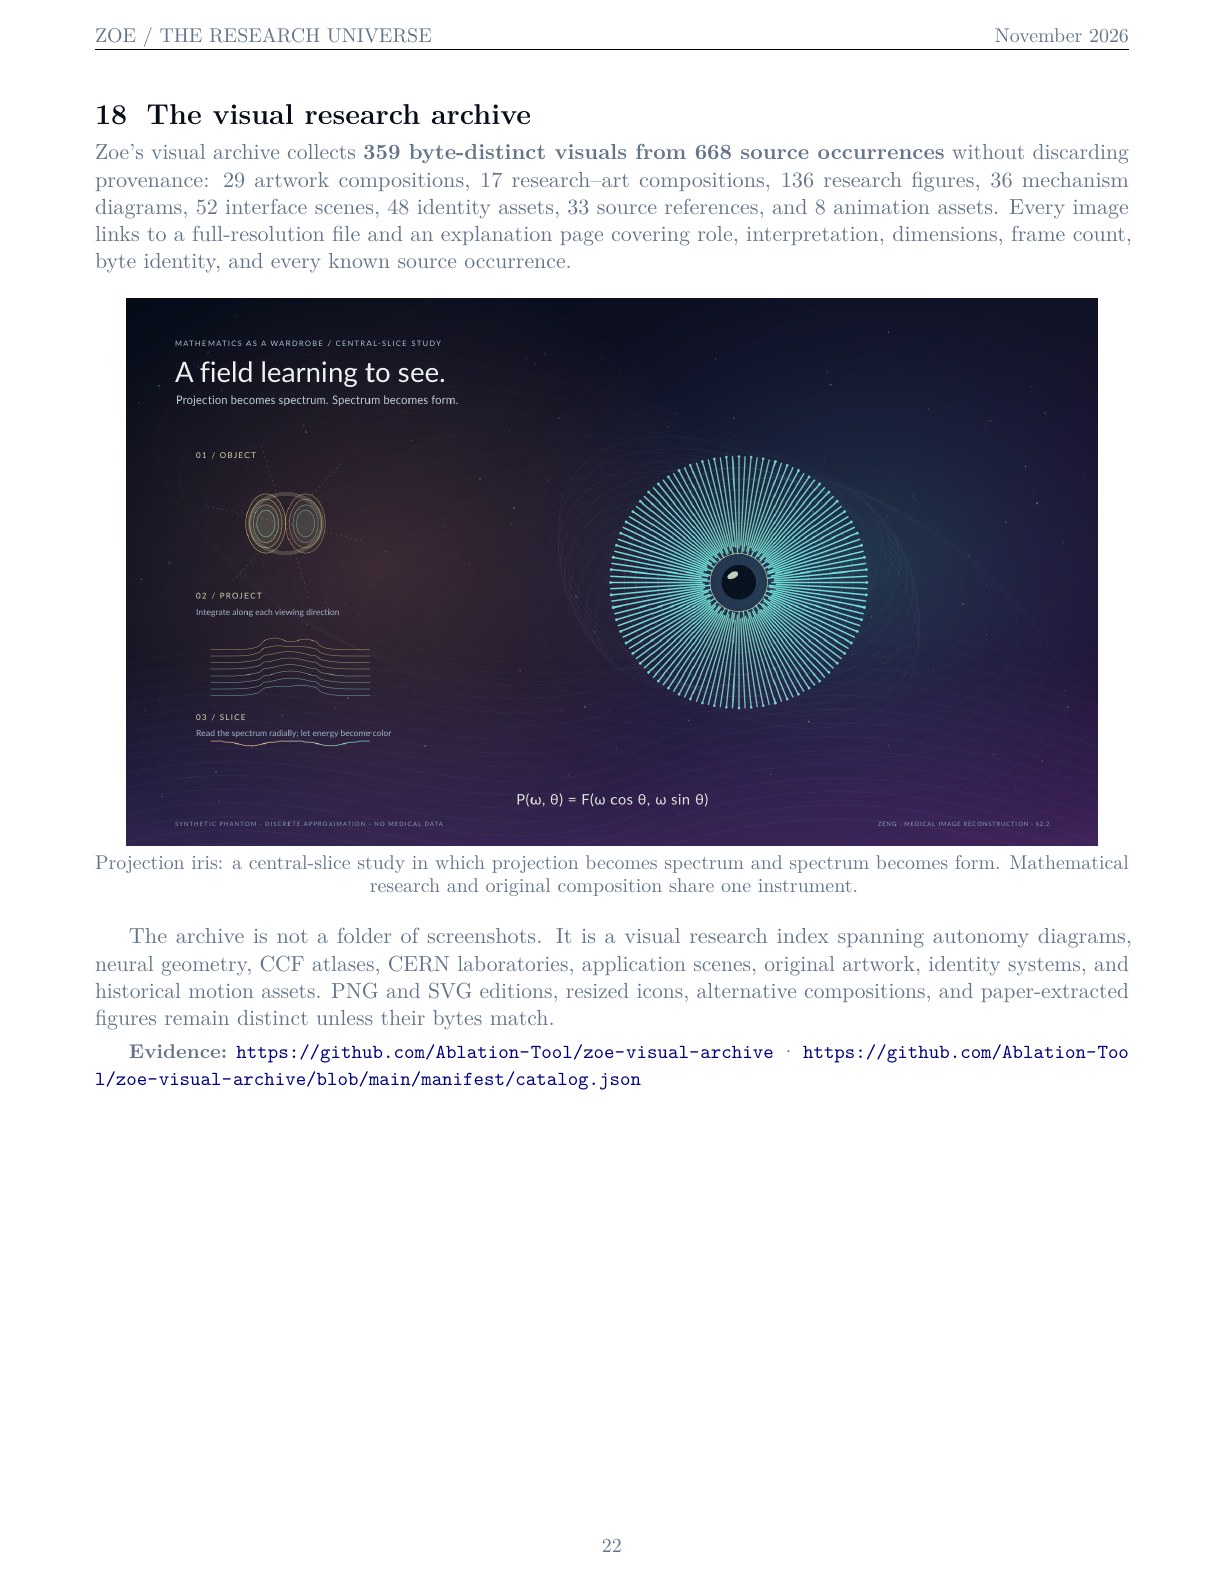 ZOE / THE RESEARCH UNIVERSE
November 2026
18 The visual research archive
Zoe's visual archive collects 359 byte-distinct visuals from 668 source occurrences without discarding
provenance: 29 artwork compositions, 17 research–art compositions, 136 research figures, 36 mechanism
diagrams, 52 interface scenes, 48 identity assets, 33 source references, and 8 animation assets. Every image
links to a full-resolution file and an explanation page covering role, interpretation, dimensions, frame count,
byte identity, and every known source occurrence.
MATHEMATICS AS A WARDROBE / CENTRAL-SLICE STUDY
A field learning to see.
Projection becomes spectrum. Spectrum becomes form.
01 / OBJECT
02 / PROJECT
Integrate along each viewing direction
03 / SLICE
Read the spectrum radially; let energy become color
P(ω, θ) = F(ω cos θ, ω sin θ)
SYNTHETIC PHANTOM · DISCRETE APPROXIMATION · NO MEDICAL DATA
ZENG · MEDICAL IMAGE RECONSTRUCTION · §2.2
Projection iris: a central-slice study in which projection becomes spectrum and spectrum becomes form. Mathematical
research and original composition share one instrument.
The archive is not a folder of screenshots. It is a visual research index spanning autonomy diagrams,
neural geometry, CCF atlases, CERN laboratories, application scenes, original artwork, identity systems, and
historical motion assets. PNG and SVG editions, resized icons, alternative compositions, and paper-extracted
figures remain distinct unless their bytes match.
Evidence: https://github.com/Ablation-Tool/zoe-visual-archive · https://github.com/Ablation-Too
l/zoe-visual-archive/blob/main/manifest/catalog.json
22